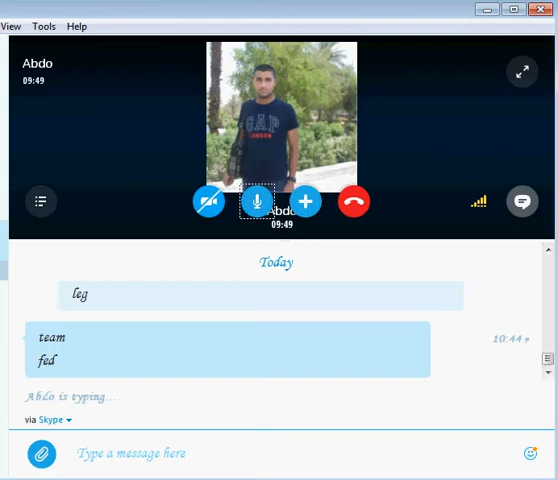 View Tools Help
Abdo
09:49
GAP
LONDON
Abdo
09:49
Today
leg
team
fed
10:44 P
Abdo is typing...
via Skype
Type a message here